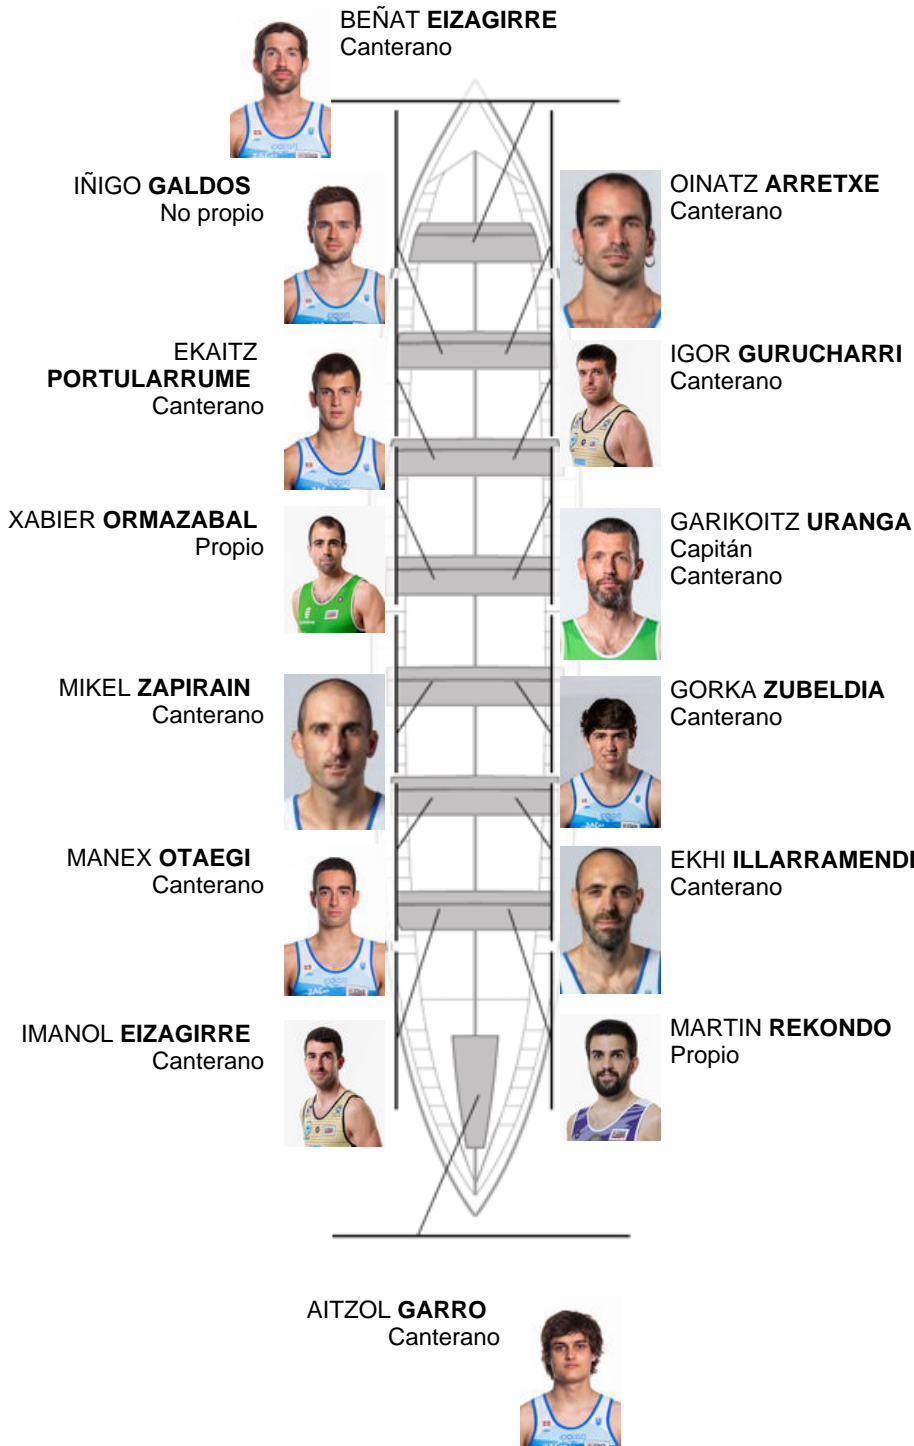 BEÑAT EIZAGIRRE
Canterano
IÑIGO GALDOS
No propio
OINATZ ARRETXE
Canterano
EKAITZ
PORTULARRUME
Canterano
IGOR GURUCHARRI
Canterano
XABIER ORMAZABAL
Propio
GARIKOITZ URANGA
Capitán
Canterano
MIKEL ZAPIRAIN
Canterano
GORKA ZUBELDIA
Canterano
MANEX OTAEGI
Canterano
EKHI ILLARRAMENDI
Canterano
IMANOL EIZAGIRRE
Canterano
MARTIN REKONDO
Propio
AITZOL GARRO
Canterano